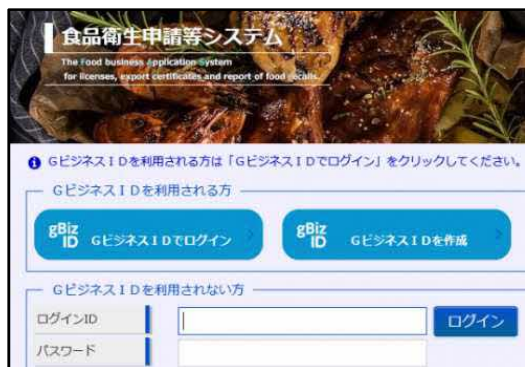 食品衛生申請等システム
The Food business Application System
for licenses, export certificates and report of food recalls.
GビジネスIDを利用される方は「GビジネスIDでログイン」をクリックしてください。
GビジネスIDを利用される方
gBiz ID GビジネスIDでログイン
gBiz ID GビジネスIDを作成
GビジネスIDを利用されない方
ログインID
ログイン
パスワード